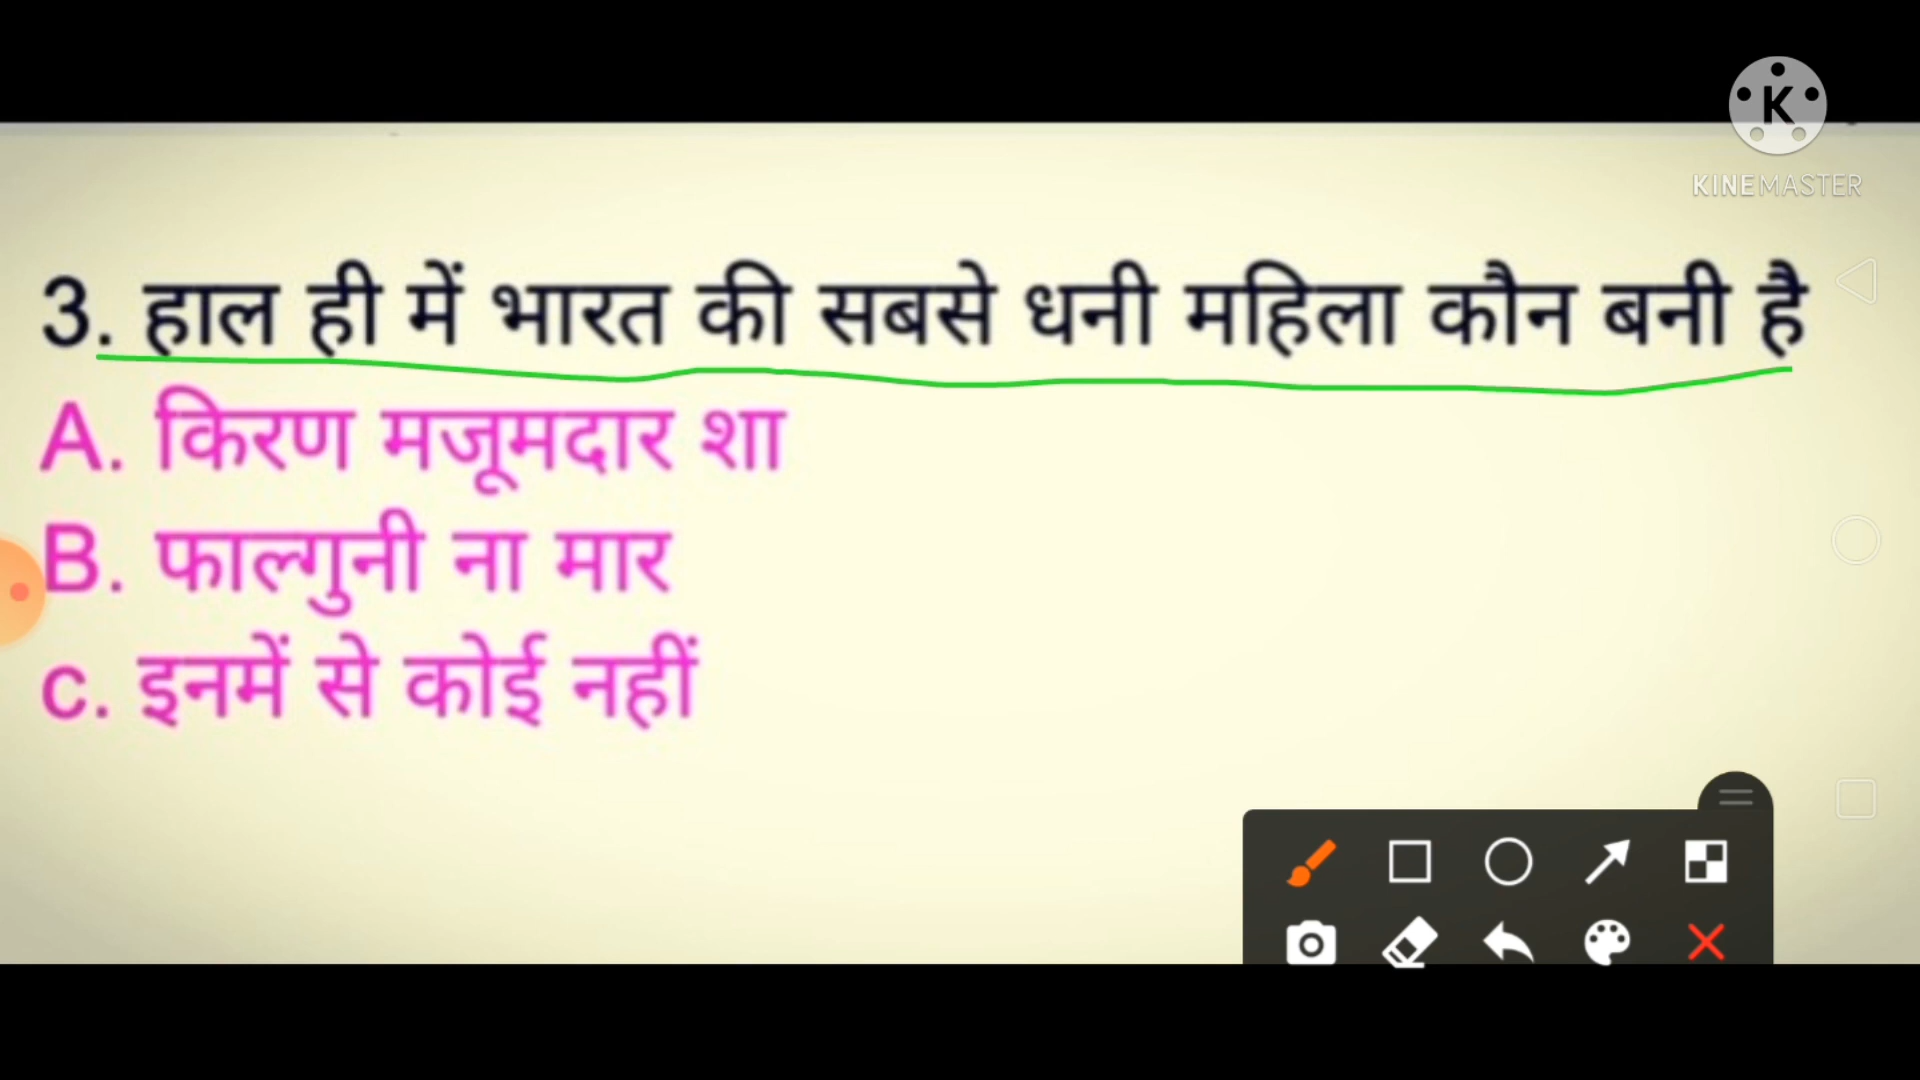 KINEMASTER
3. हाल ही में भारत की सबसे धनी महिला कौन बनी है
A. किरण मजूमदार शा
B. फाल्गुनी ना मार
c. इनमें से कोई नहीं